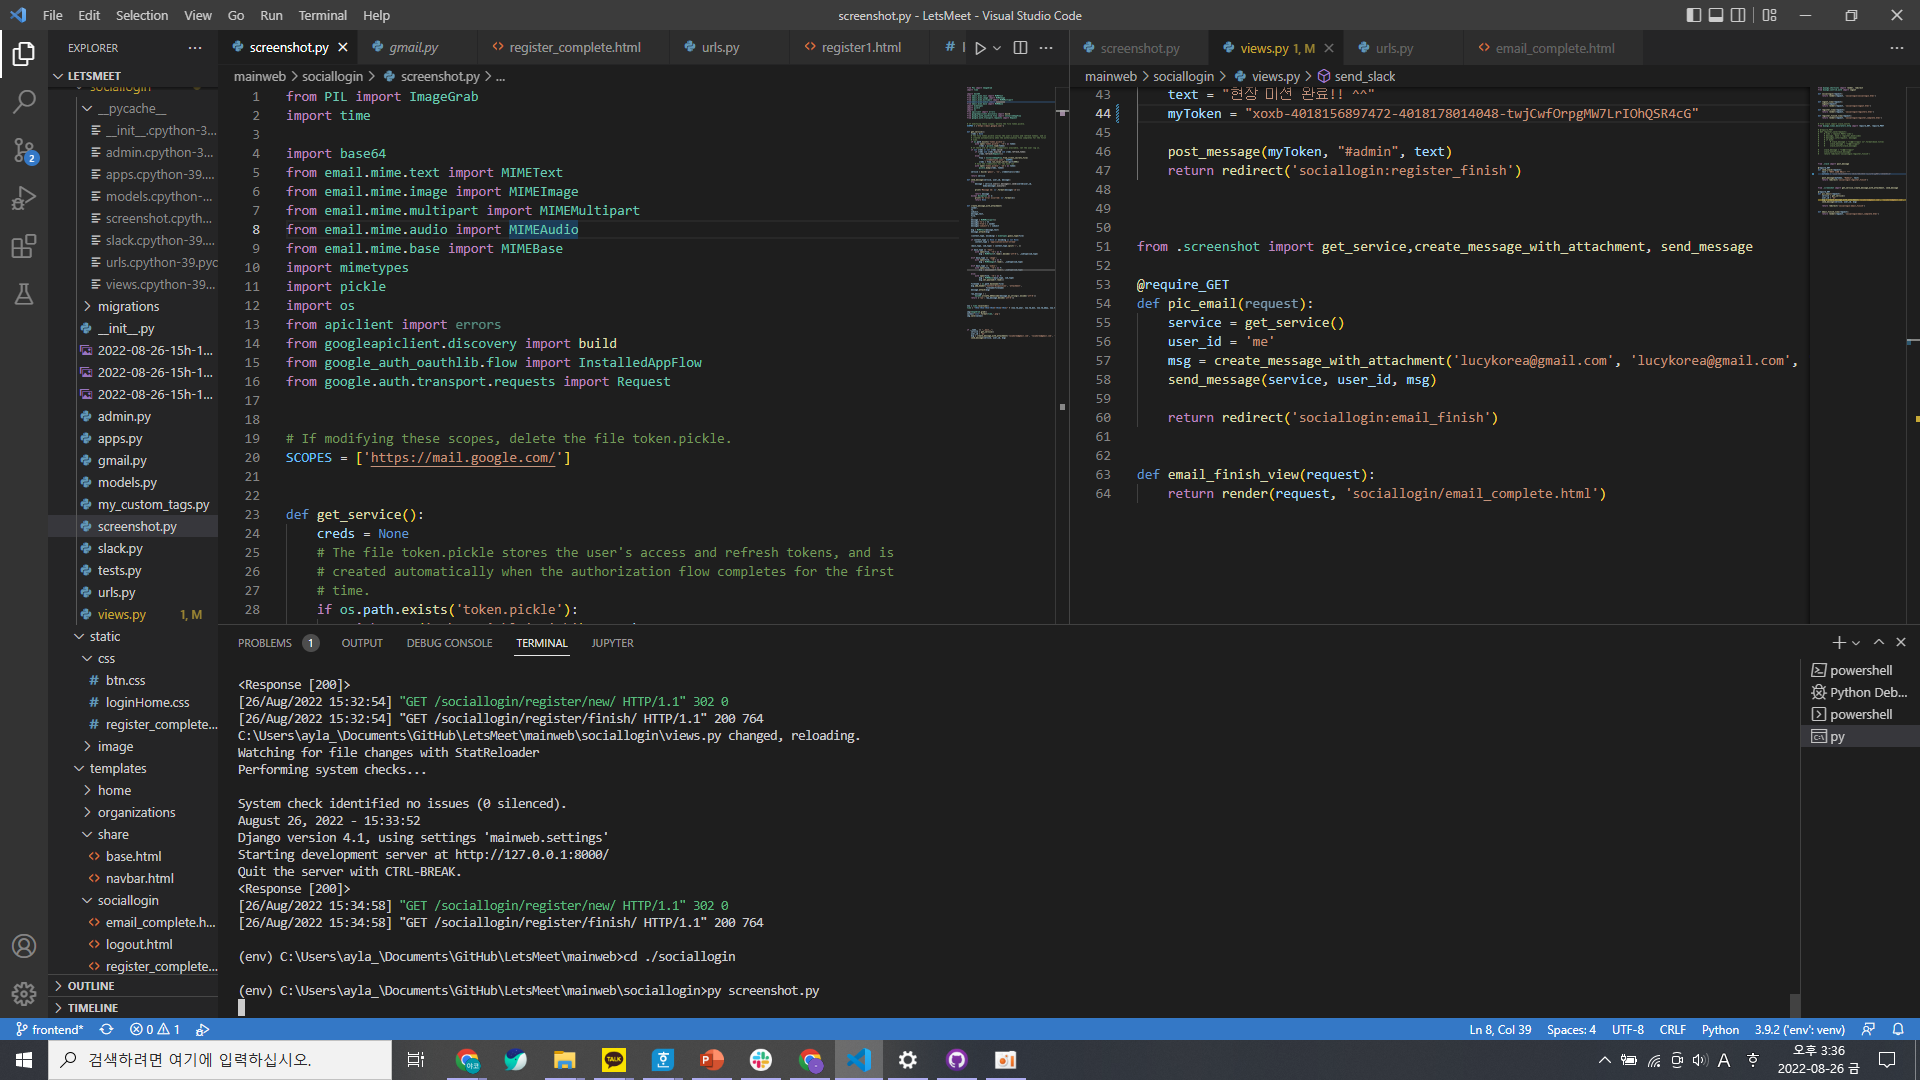 File Edit Selection View Go Run Terminal Help
screenshot.py - LetsMeet - Visual Studio Code
EXPLORER
LETSMEET
sociallogin
__pycache__
__init__.cpython-3...
admin.cpython-3...
apps.cpython-39....
models.cpython-...
screenshot.cpyth...
slack.cpython-39....
urls.cpython-39.pyc
views.cpython-39...
migrations
__init__.py
2022-08-26-15h-1...
2022-08-26-15h-1...
2022-08-26-15h-1...
admin.py
apps.py
gmail.py
models.py
my_custom_tags.py
screenshot.py
slack.py
tests.py
urls.py
views.py 1, M
static
css
btn.css
loginHome.css
register_complete...
image
templates
home
organizations
share
base.html
navbar.html
sociallogin
email_complete.h...
logout.html
register_complete...
OUTLINE
TIMELINE
screenshot.py gmail.py register_complete.html urls.py register1.html
mainweb > sociallogin > screenshot.py > ...
1 from PIL import ImageGrab
2 import time
3
4 import base64
5 from email.mime.text import MIMEText
6 from email.mime.image import MIMEImage
7 from email.mime.multipart import MIMEMultipart
8 from email.mime.audio import MIMEAudio
9 from email.mime.base import MIMEBase
10 import mimetypes
11 import pickle
12 import os
13 from apiclient import errors
14 from googleapiclient.discovery import build
15 from google_auth_oauthlib.flow import InstalledAppFlow
16 from google.auth.transport.requests import Request
17
18
19 # If modifying these scopes, delete the file token.pickle.
20 SCOPES = ['https://mail.google.com/']
21
22
23 def get_service():
24 creds = None
25 # The file token.pickle stores the user's access and refresh tokens, and is
26 # created automatically when the authorization flow completes for the first
27 # time.
28 if os.path.exists('token.pickle'):
screenshot.py views.py 1, M urls.py email_complete.html
mainweb > sociallogin > views.py > send_slack
43 text = "현장 미션 완료!! ^^"
44 myToken = "xoxb-4018156897472-4018178014048-twjCwfOrpgMW7LrIOhQSR4cG"
45
46 post_message(myToken, "#admin", text)
47 return redirect('sociallogin:register_finish')
48
49
50
51 from .screenshot import get_service,create_message_with_attachment, send_message
52
53 @require_GET
54 def pic_email(request):
55 service = get_service()
56 user_id = 'me'
57 msg = create_message_with_attachment('lucykorea@gmail.com', 'lucykorea@gmail.com',
58 send_message(service, user_id, msg)
59
60 return redirect('sociallogin:email_finish')
61
62
63 def email_finish_view(request):
64 return render(request, 'sociallogin/email_complete.html')
PROBLEMS 1 OUTPUT DEBUG CONSOLE TERMINAL JUPYTER
<Response [200]>
[26/Aug/2022 15:32:54] "GET /sociallogin/register/new/ HTTP/1.1" 302 0
[26/Aug/2022 15:32:54] "GET /sociallogin/register/finish/ HTTP/1.1" 200 764
C:\Users\ayla_\Documents\GitHub\LetsMeet\mainweb\sociallogin\views.py changed, reloading.
Watching for file changes with StatReloader
Performing system checks...
System check identified no issues (0 silenced).
August 26, 2022 - 15:33:52
Django version 4.1, using settings 'mainweb.settings'
Starting development server at http://127.0.0.1:8000/
Quit the server with CTRL-BREAK.
<Response [200]>
[26/Aug/2022 15:34:58] "GET /sociallogin/register/new/ HTTP/1.1" 302 0
[26/Aug/2022 15:34:58] "GET /sociallogin/register/finish/ HTTP/1.1" 200 764
(env) C:\Users\ayla_\Documents\GitHub\LetsMeet\mainweb>cd ./sociallogin
(env) C:\Users\ayla_\Documents\GitHub\LetsMeet\mainweb\sociallogin>py screenshot.py
powershell
Python Deb...
powershell
py
frontend* 0 1
Ln 8, Col 39 Spaces: 4 UTF-8 CRLF Python 3.9.2 ('env': venv)
검색하려면 여기에 입력하십시오.
TALK
A
오후 3:36
2022-08-26 금